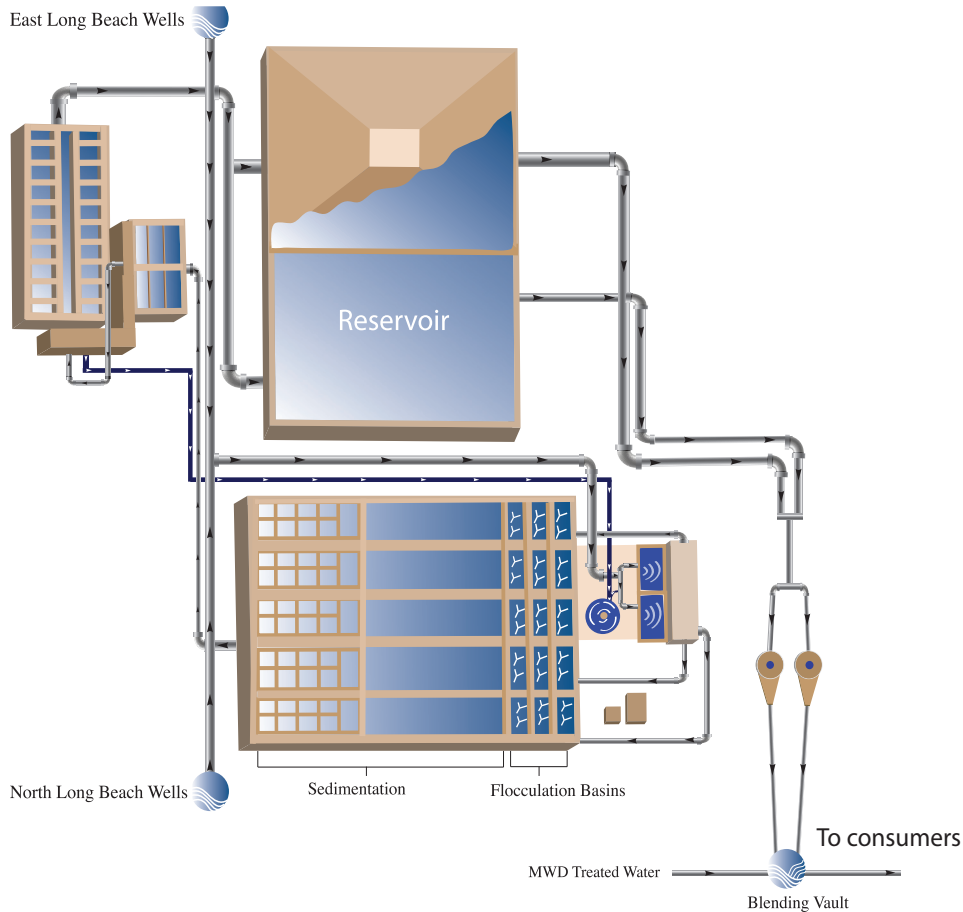 East Long Beach Wells
Reservoir
North Long Beach Wells
Sedimentation
Flocculation Basins
To consumers
MWD Treated Water
Blending Vault